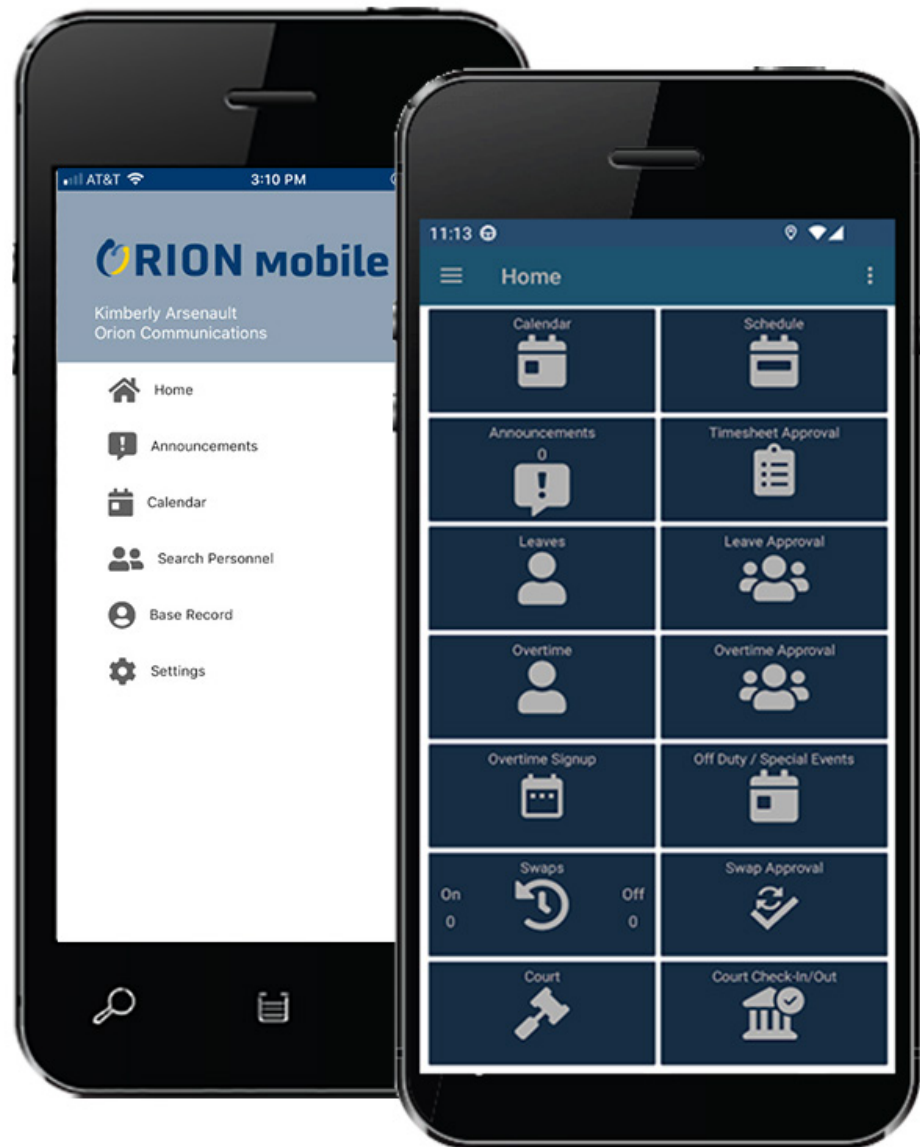 AT&T
3:10 PM
ORION Mobile
Kimberly Arsenault
Orion Communications
Home
Announcements
Calendar
Search Personnel
Base Record
Settings
11:13
Home
Calendar
Schedule
Announcements
0
Timesheet Approval
Leaves
Leave Approval
Overtime
Overtime Approval
Overtime Signup
Off Duty / Special Events
Swaps
On
0
Off
0
Swap Approval
Court
Court Check-In/Out